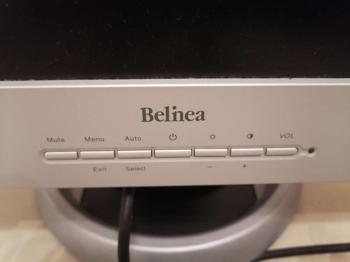 Belinea
Mute Menu Auto VOL
Exit Select - +